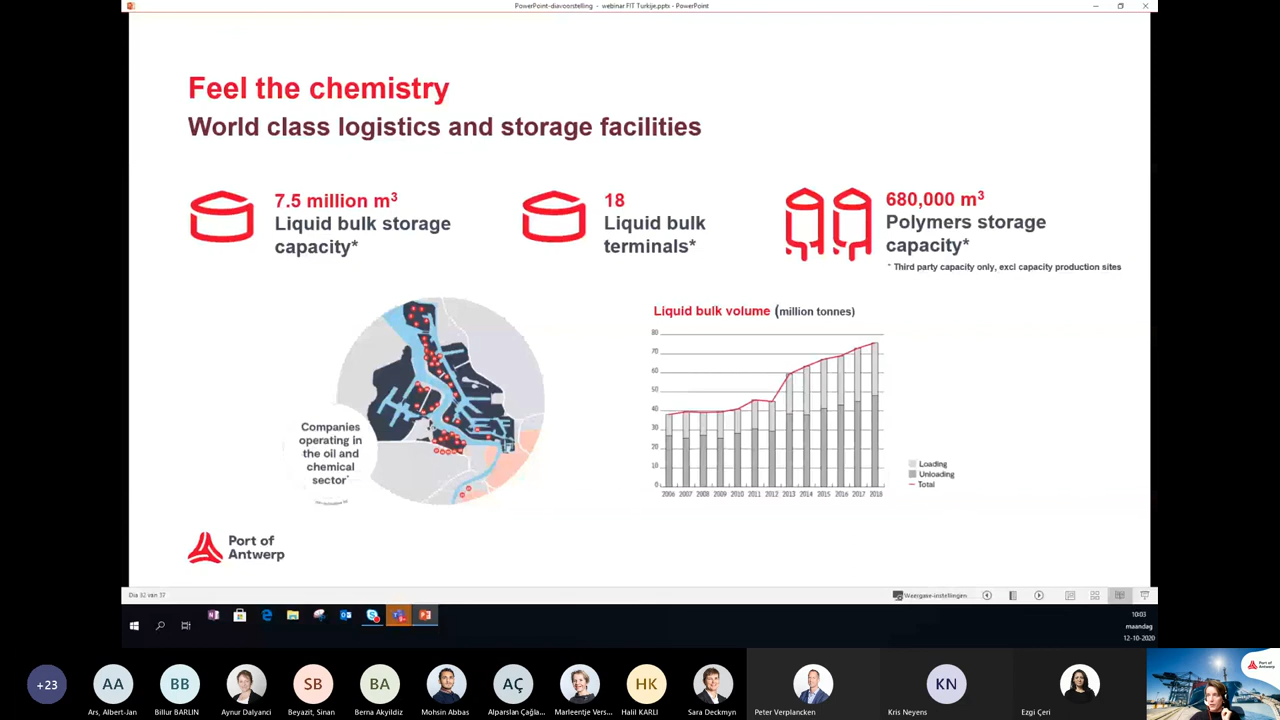 PowerPoint-diavoorstelling - webinar FIT Turkije.pptx - PowerPoint
Feel the chemistry
World class logistics and storage facilities
7.5 million m³
Liquid bulk storage
capacity*
18
Liquid bulk
terminals*
680,000 m³
Polymers storage
capacity*
* Third party capacity only, excl capacity production sites
Companies
operating in
the oil and
chemical
sector*
Liquid bulk volume (million tonnes)
80
70
60
50
40
30
20
10
0
2006 2007 2008 2009 2010 2011 2012 2013 2014 2015 2016 2017 2018
Loading
Unloading
Total
Port of
Antwerp
Dia 32 van 37
Weergave-instellingen
10:03
maandag
12-10-2020
+23
AA
BB
SB
BA
AÇ
HK
KN
Port of
Antwerp
Ars, Albert-Jan
Billur BARLIN
Aynur Dalyanci
Beyazit, Sinan
Berna Akyildiz
Mohsin Abbas
Alparslan Çağla...
Marleentje Vers...
Halil KARLI
Sara Deckmyn
Peter Verplancken
Kris Neyens
Ezgi Çeri